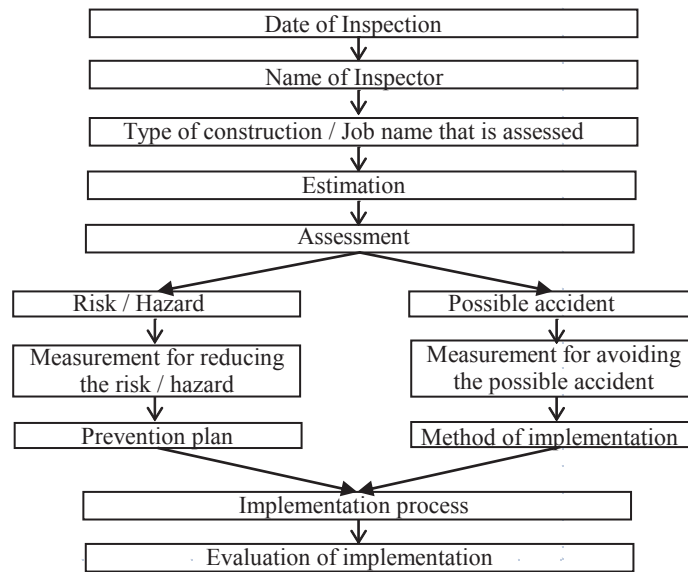 Date of Inspection
Name of Inspector
Type of construction / Job name that is assessed
Estimation
Assessment
Risk / Hazard
Measurement for reducing
the risk / hazard
Prevention plan
Possible accident
Measurement for avoiding
the possible accident
Method of implementation
Implementation process
Evaluation of implementation